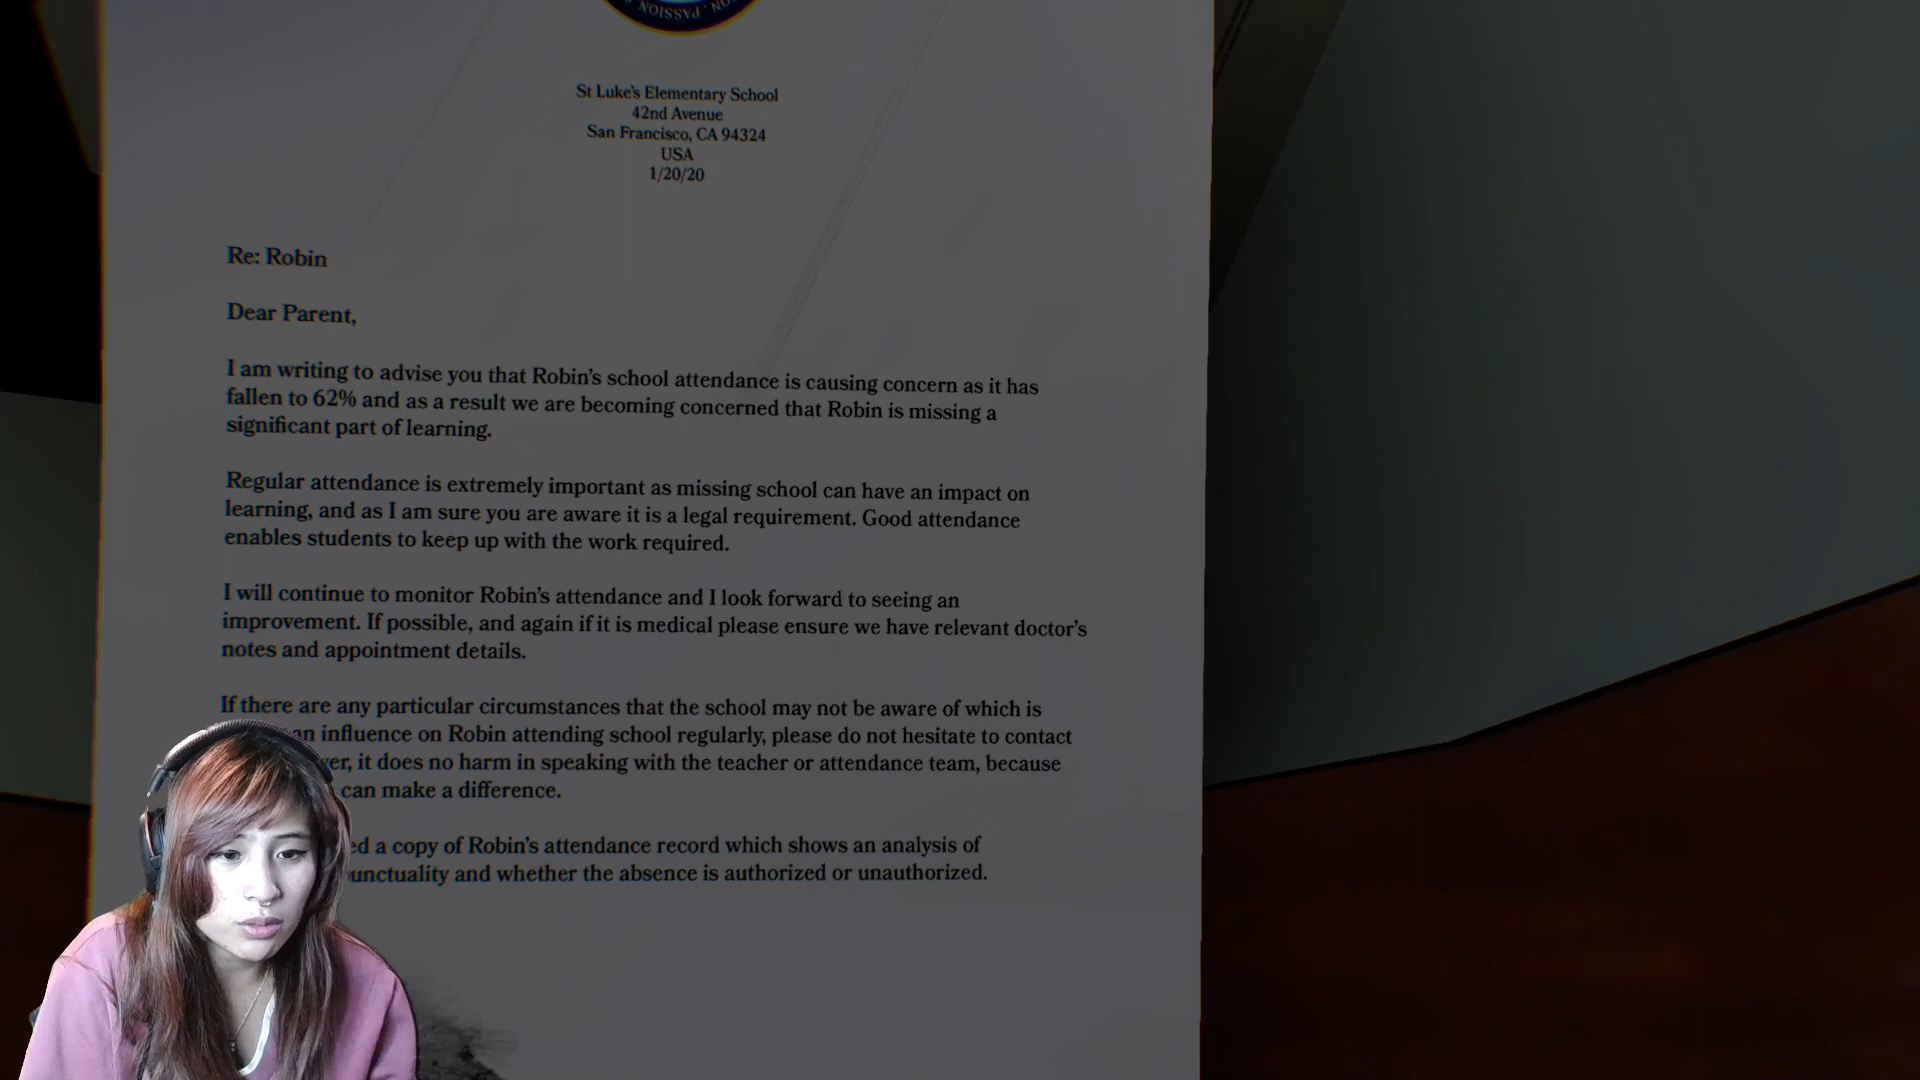 PASSION
St Luke's Elementary School
42nd Avenue
San Francisco, CA 94324
USA
1/20/20
Re: Robin
Dear Parent,
I am writing to advise you that Robin's school attendance is causing concern as it has
fallen to 62% and as a result we are becoming concerned that Robin is missing a
significant part of learning.
Regular attendance is extremely important as missing school can have an impact on
learning, and as I am sure you are aware it is a legal requirement. Good attendance
enables students to keep up with the work required.
I will continue to monitor Robin's attendance and I look forward to seeing an
improvement. If possible, and again if it is medical please ensure we have relevant doctor's
notes and appointment details.
If there are any particular circumstances that the school may not be aware of which is
an influence on Robin attending school regularly, please do not hesitate to contact
it does no harm in speaking with the teacher or attendance team, because
can make a difference.
a copy of Robin's attendance record which shows an analysis of
and whether the absence is authorized or unauthorized.